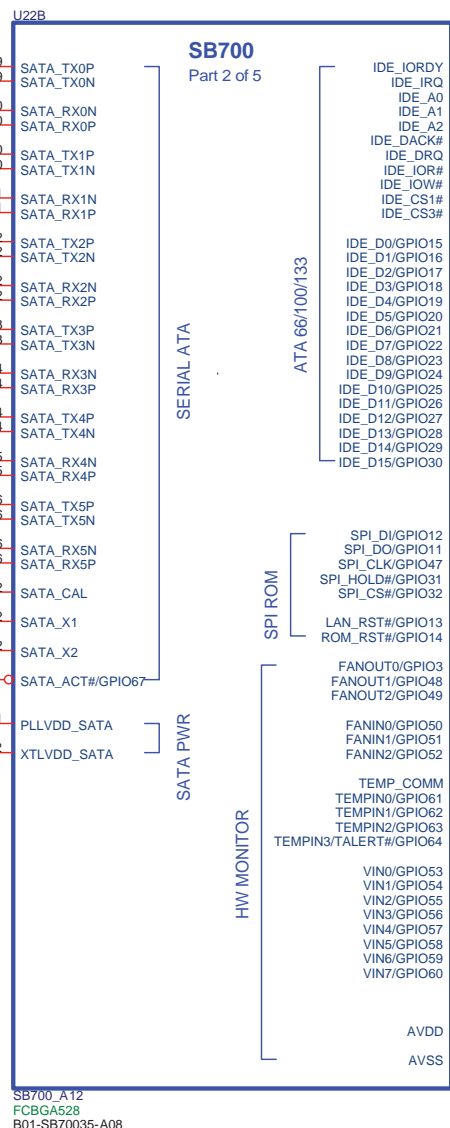 U22B
SB700
Part 2 of 5
SATA_TX0P
SATA_TX0N
SATA_RX0N
SATA_RX0P
SATA_TX1P
SATA_TX1N
SATA_RX1N
SATA_RX1P
SATA_TX2P
SATA_TX2N
SATA_RX2N
SATA_RX2P
SATA_TX3P
SATA_TX3N
SATA_RX3N
SATA_RX3P
SATA_TX4P
SATA_TX4N
SATA_RX4N
SATA_RX4P
SATA_TX5P
SATA_TX5N
SATA_RX5N
SATA_RX5P
SATA_CAL
SATA_X1
SATA_X2
SATA_ACT#/GPIO67
PLLVDD_SATA
XTLVDD_SATA
SERIAL ATA
SATA PWR
ATA 66/100/133
SPI ROM
HW MONITOR
IDE_IORDY
IDE_IRQ
IDE_A0
IDE_A1
IDE_A2
IDE_DACK#
IDE_DRQ
IDE_IOR#
IDE_IOW#
IDE_CS1#
IDE_CS3#
IDE_D0/GPIO15
IDE_D1/GPIO16
IDE_D2/GPIO17
IDE_D3/GPIO18
IDE_D4/GPIO19
IDE_D5/GPIO20
IDE_D6/GPIO21
IDE_D7/GPIO22
IDE_D8/GPIO23
IDE_D9/GPIO24
IDE_D10/GPIO25
IDE_D11/GPIO26
IDE_D12/GPIO27
IDE_D13/GPIO28
IDE_D14/GPIO29
IDE_D15/GPIO30
SPI_DI/GPIO12
SPI_DO/GPIO11
SPI_CLK/GPIO47
SPI_HOLD#/GPIO31
SPI_CS#/GPIO32
LAN_RST#/GPIO13
ROM_RST#/GPIO14
FANOUT0/GPIO3
FANOUT1/GPIO48
FANOUT2/GPIO49
FANIN0/GPIO50
FANIN1/GPIO51
FANIN2/GPIO52
TEMP_COMM
TEMPIN0/GPIO61
TEMPIN1/GPIO62
TEMPIN2/GPIO63
TEMPIN3/TALERT#/GPIO64
VIN0/GPIO53
VIN1/GPIO54
VIN2/GPIO55
VIN3/GPIO56
VIN4/GPIO57
VIN5/GPIO58
VIN6/GPIO59
VIN7/GPIO60
AVDD
AVSS
SB700_A12
FCBGA528
B01-SB70035-A08